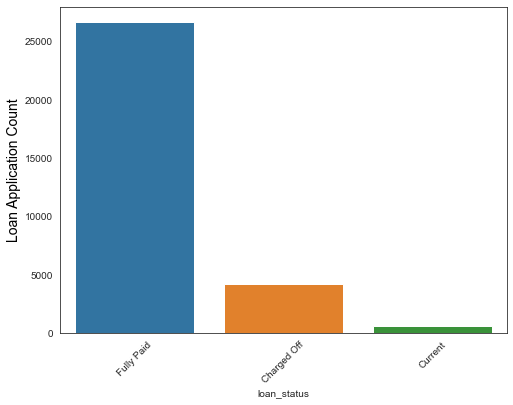 25000
20000
15000
10000
5000
0
Loan Application Count
Fully Paid
Charged Off
Current
loan_status